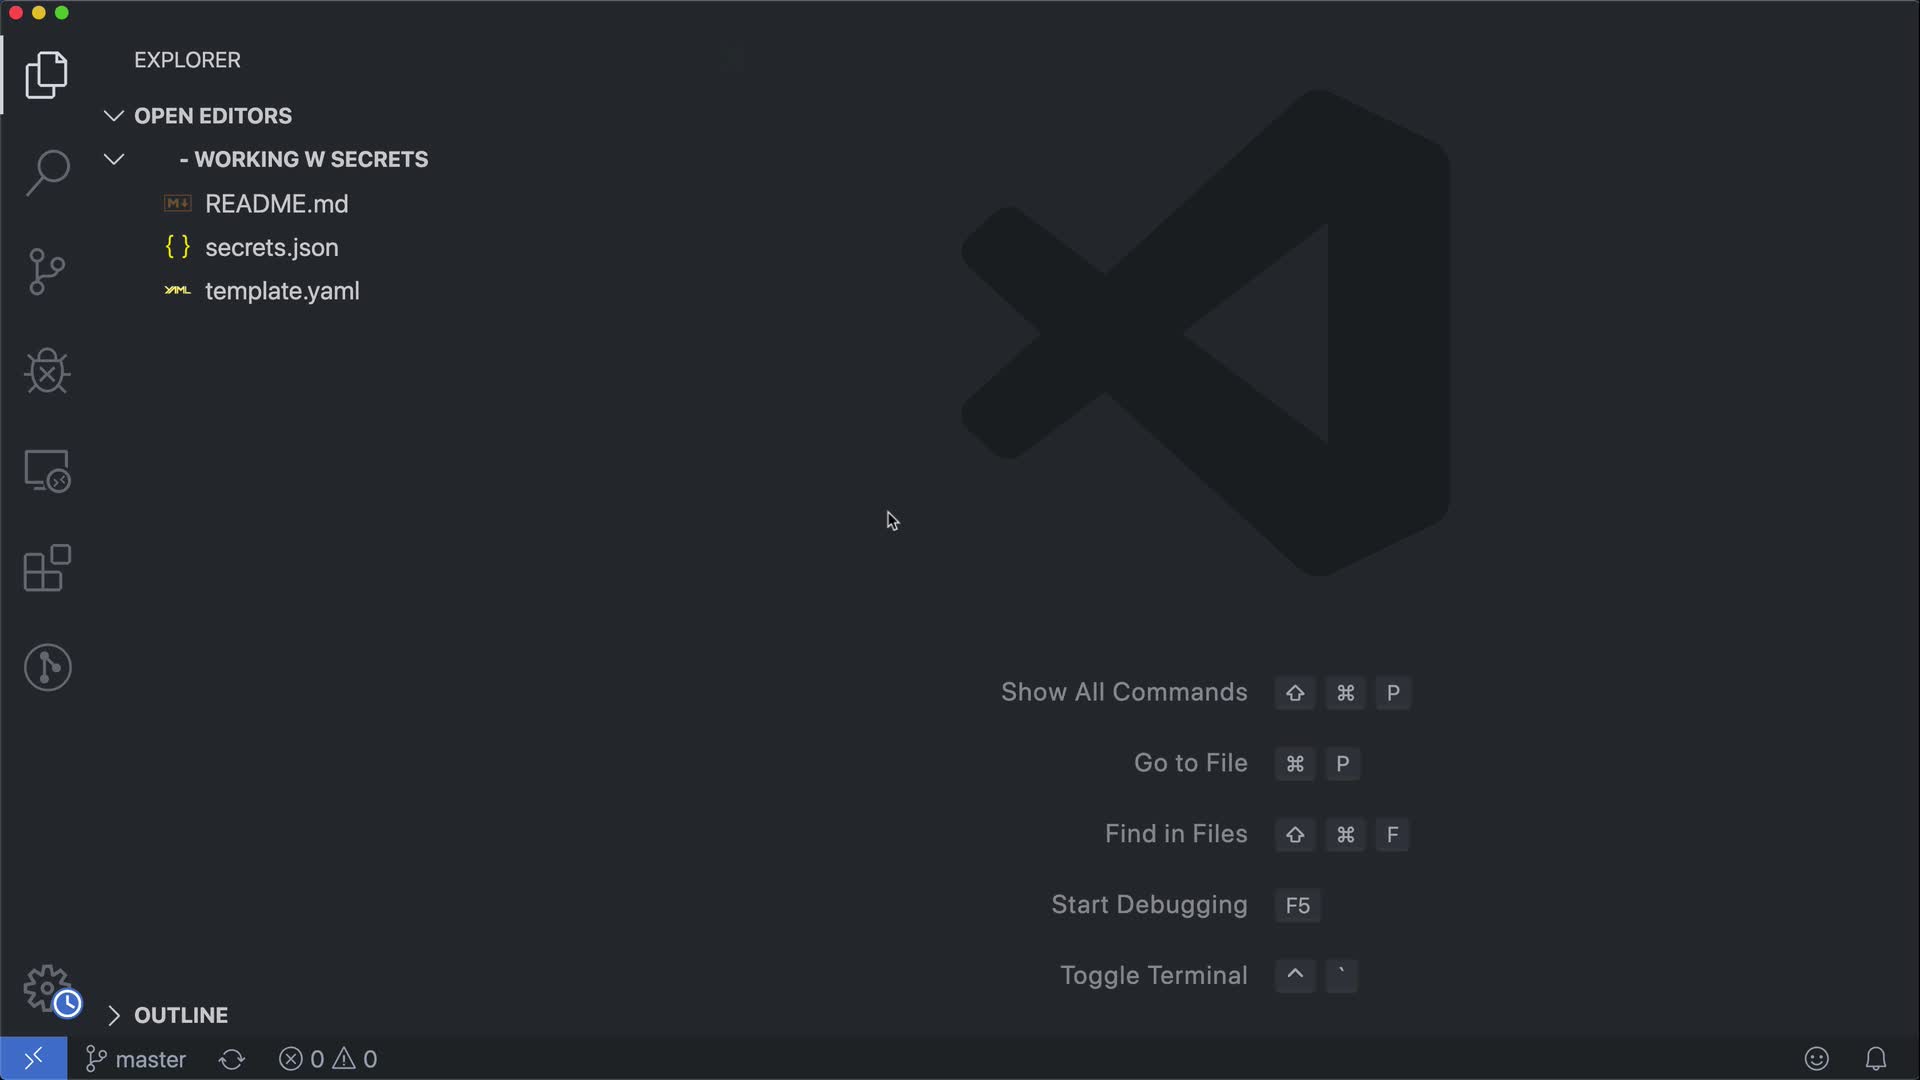 EXPLORER
OPEN EDITORS
- WORKING W SECRETS
README.md
{} secrets.json
YAML template.yaml
Show All Commands ⇧ ⌘ P
Go to File ⌘ P
Find in Files ⇧ ⌘ F
Start Debugging F5
Toggle Terminal ^ `
OUTLINE
master 0 0